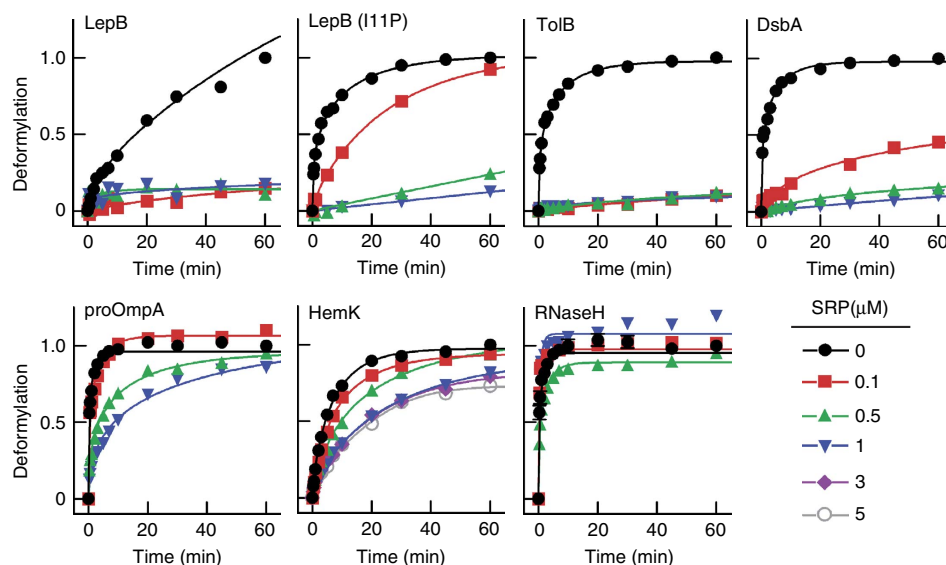 LepB
LepB (I11P)
TolB
DsbA
Deformylation
1.0
0.5
0
0 20 40 60
0 20 40 60
0 20 40 60
0 20 40 60
Time (min)
Time (min)
Time (min)
Time (min)
proOmpA
HemK
RNaseH
SRP(μM)
Deformylation
1.0
0.5
0
0
0.1
0.5
1
3
5
0 20 40 60
0 20 40 60
0 20 40 60
Time (min)
Time (min)
Time (min)